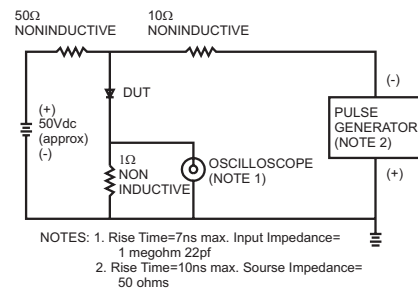 50Ω
NONINDUCTIVE
10Ω
NONINDUCTIVE
(+)
50Vdc
(approx)
(-)
DUT
1Ω
NON
INDUCTIVE
OSCILLOSCOPE
(NOTE 1)
(-)
PULSE
GENERATOR
(NOTE 2)
(+)
NOTES: 1. Rise Time=7ns max. Input Impedance=
1 megohm 22pf
2. Rise Time=10ns max. Sourse Impedance=
50 ohms